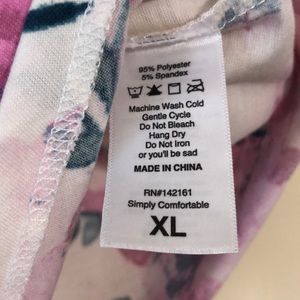 95% Polyester
5% Spandex
Machine Wash Cold
Gentle Cycle
Do Not Bleach
Hang Dry
Do Not Iron
or you'll be sad
MADE IN CHINA
RN#142161
Simply Comfortable
XL